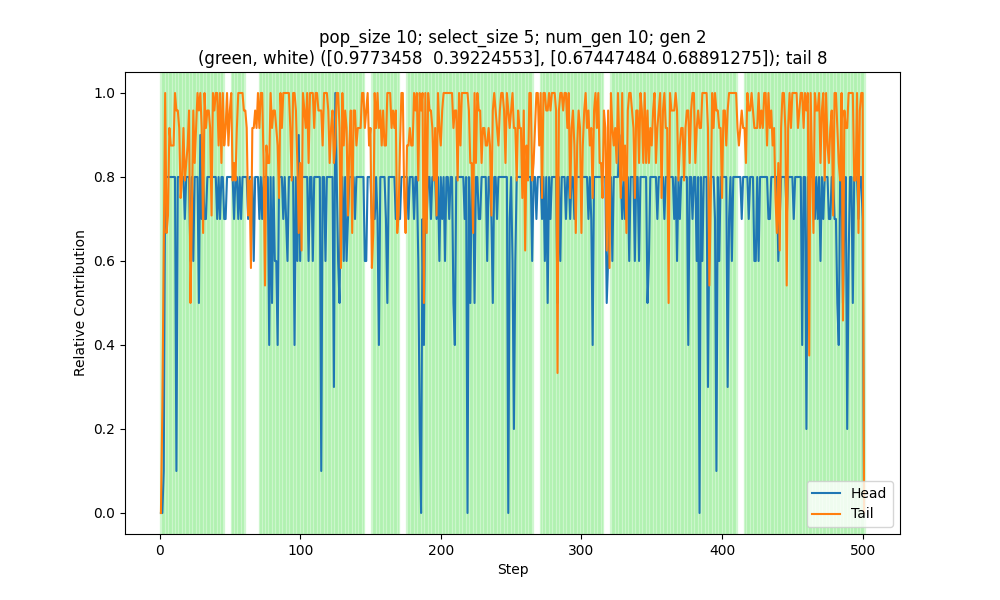 pop_size 10; select_size 5; num_gen 10; gen 2
(green, white) ([0.9773458  0.39224553], [0.67447484 0.68891275]); tail 8
Relative Contribution
1.0
0.8
0.6
0.4
0.2
0.0
0 100 200 300 400 500
Step
Head
Tail